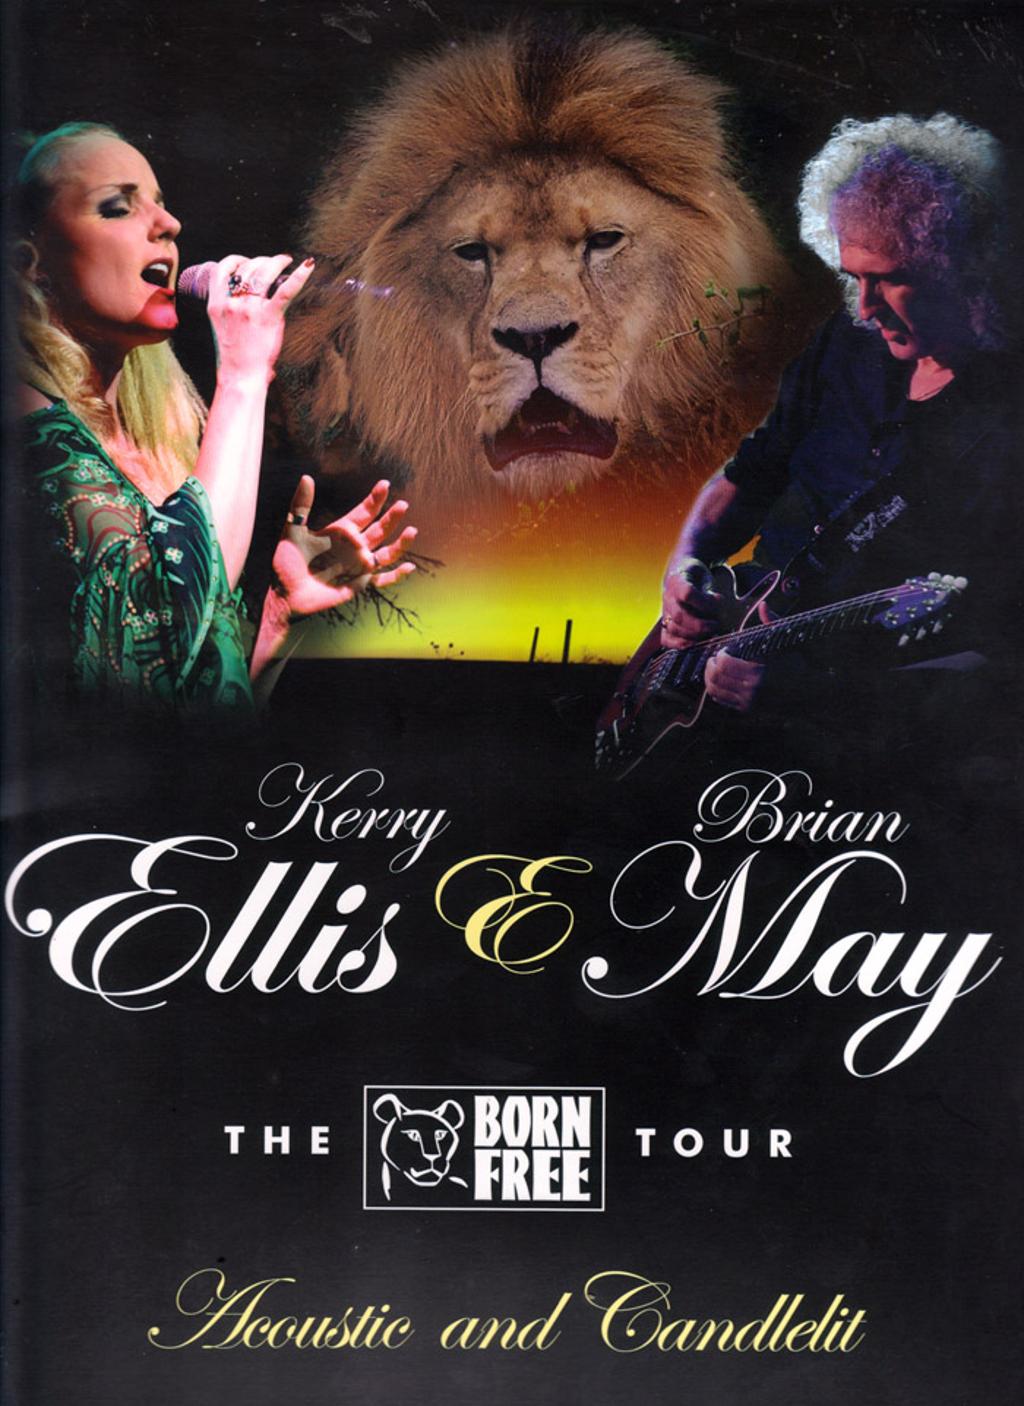 Kerry
Brian
Ellis & May
THE
BORN
FREE
TOUR
Acoustic and Candlelit